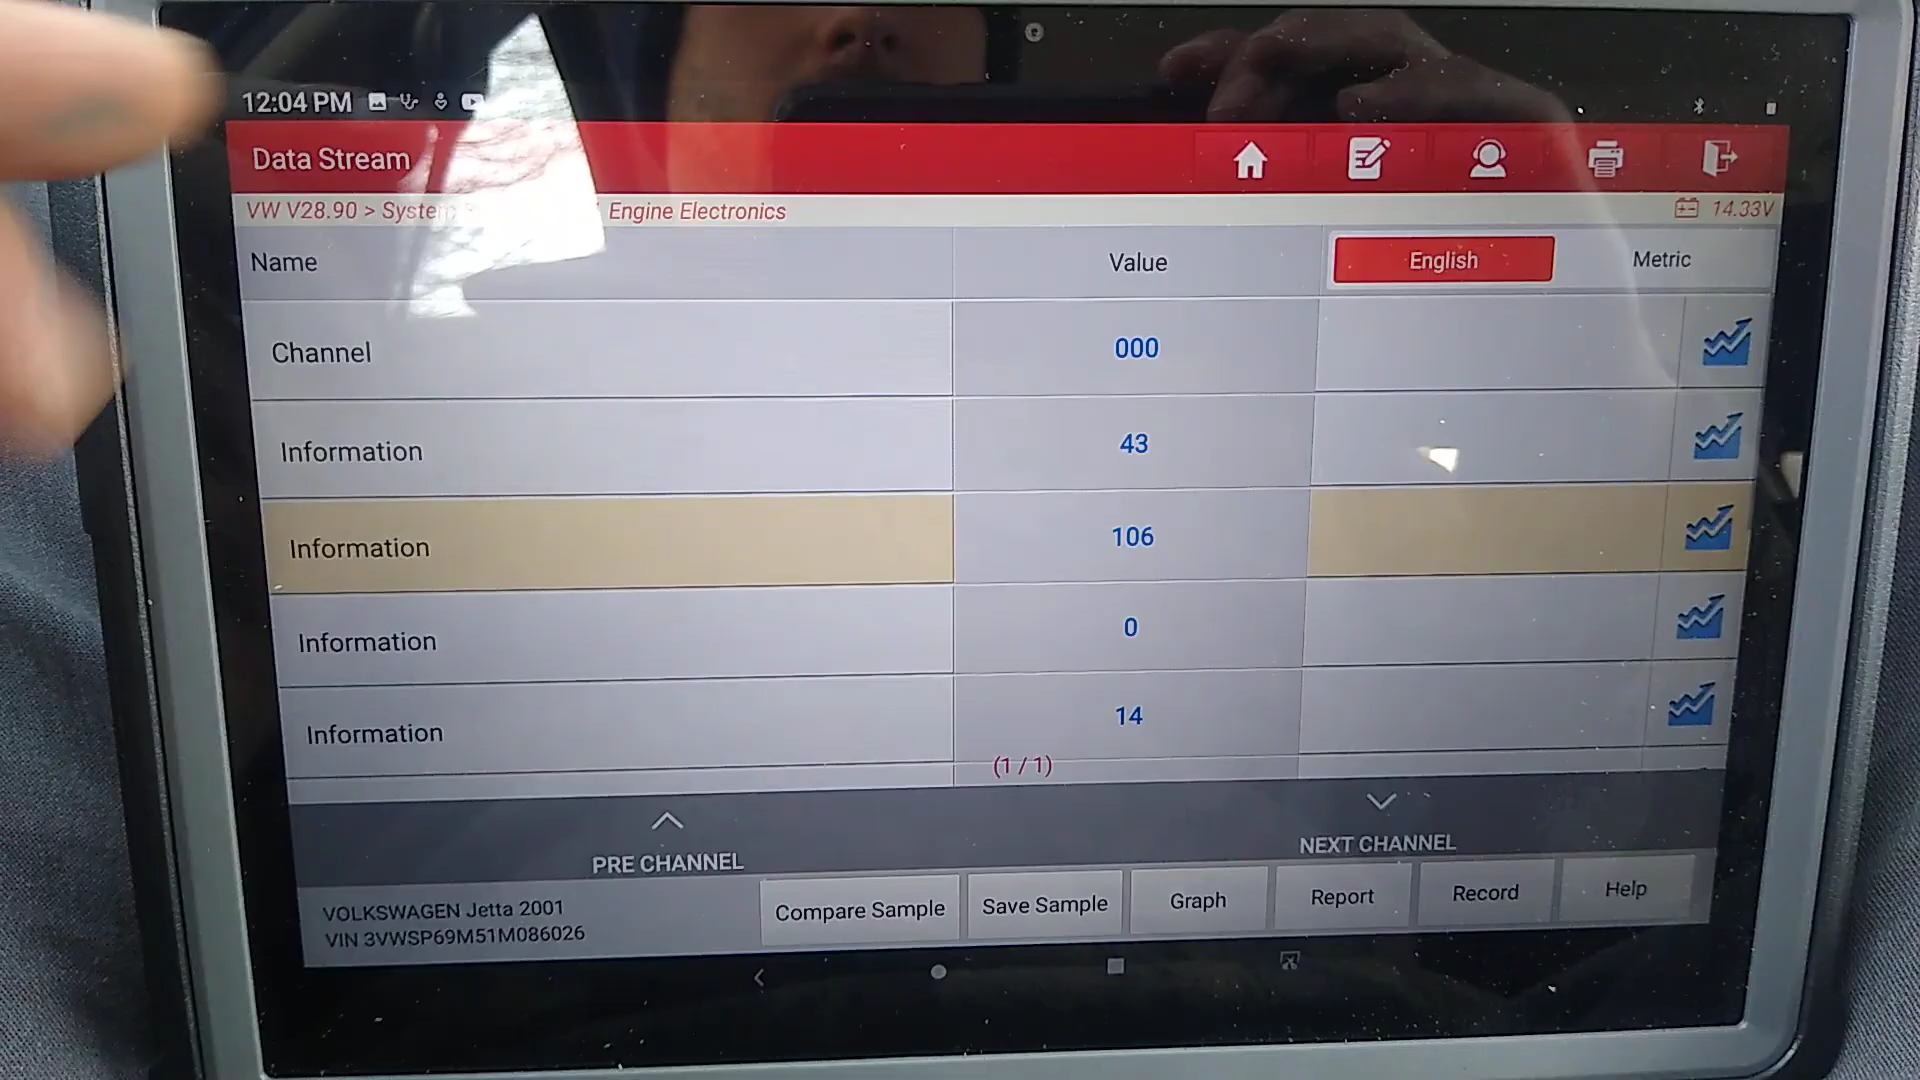 12:04 PM
Data Stream
VW V28.90 > System Engine Electronics
14.33V
Name Value English Metric
Channel 000
Information 43
Information 106
Information 0
Information 14
(1 / 1)
PRE CHANNEL NEXT CHANNEL
VOLKSWAGEN Jetta 2001
VIN 3VWSP69M51M086026
Compare Sample Save Sample Graph Report Record Help